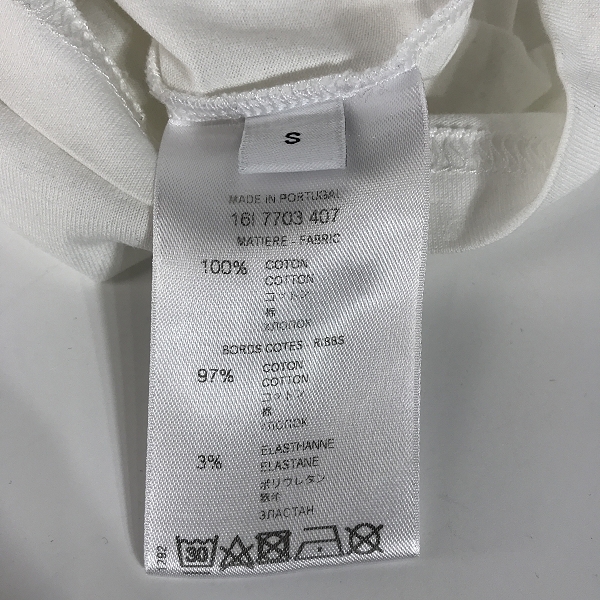 S
MADE IN PORTUGAL
16I 7703 407
MATIERE - FABRIC
100% COTON
COTTON
コットン
棉
ХЛОПОК
BORDS COTES - RIBBS
97% COTON
COTTON
コットン
棉
ХЛОПОК
3% ELASTHANNE
ELASTANE
ポリウレタン
ЭЛАСТАН
30